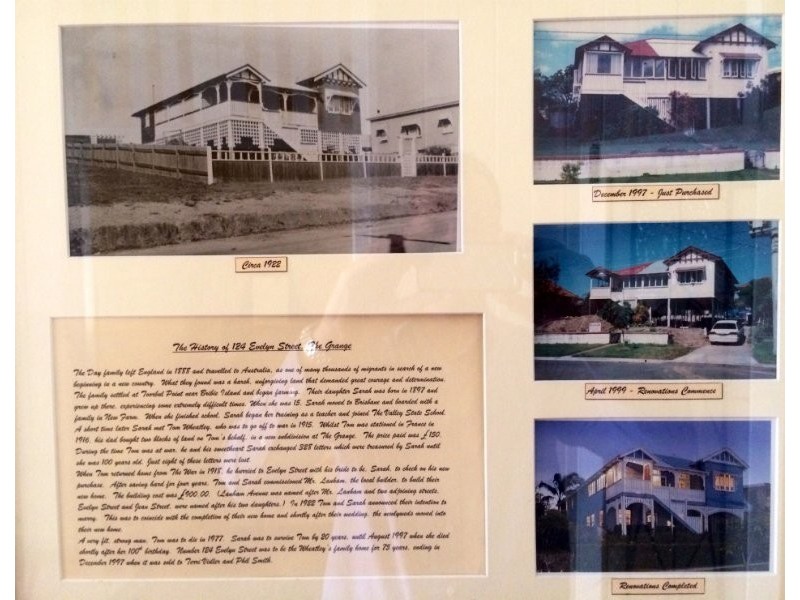 Circa 1922
The History of 124 Evelyn Street, The Grange
The Day family left England in 1888 and travelled to Australia, as one of many thousands of migrants in search of a new
beginning in a new country. What they found was a harsh, unforgiving land that demanded great courage and determination.
The family settled at Toorbul Point near Bribie Island and began farming. Their daughter Sarah was born in 1897 and
grew up there, experiencing some extremely difficult times. When she was 15, Sarah moved to Brisbane and boarded with a
family in New Farm. When she finished school, Sarah began her training as a teacher and joined The Valley State School.
A short time later Sarah met Tom Wheatley, who was to go off to war in 1915. Whilst Tom was stationed in France in
1916, his dad bought two blocks of land on Tom's behalf, in a new subdivision at The Grange. The price paid was £150.
During the time Tom was at war, he and his sweetheart Sarah exchanged 328 letters which were treasured by Sarah until
she was 100 years old. Just eight of these letters were lost.
When Tom returned home from The War in 1918, he hurried to Evelyn Street with his bride to be, Sarah, to check on his new
purchase. After saving hard for four years, Tom and Sarah commissioned Mr. Lanham, the local builder, to build their
new home. The building cost was £900.00. (Lanham Avenue was named after Mr. Lanham and two adjoining streets,
Evelyn Street and Jean Street, were named after his two daughters.) In 1922 Tom and Sarah announced their intention to
marry. This was to coincide with the completion of their new home and shortly after their wedding, the newlyweds moved into
their new home.
A very fit, strong man, Tom was to die in 1977. Sarah was to survive Tom by 20 years, until August 1997 when she died
shortly after her 100th birthday. Number 124 Evelyn Street was to be the Wheatley's family home for 75 years, ending in
December 1997 when it was sold to Terri Vidler and Phil Smith.
December 1997 - Just Purchased
April 1999 - Renovations Commence
Renovations Completed